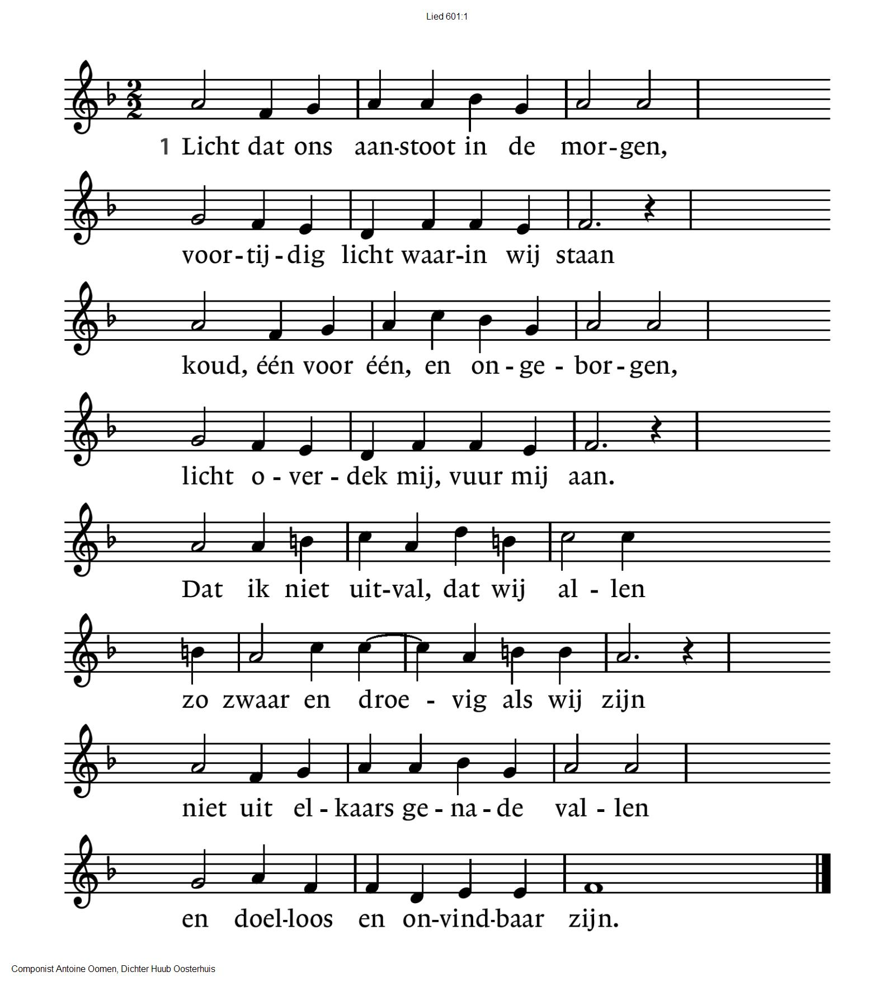 Lied 601:1
1 Licht dat ons aan-stoot in de mor-gen,
voor-tij-dig licht waar-in wij staan
koud, één voor één, en on-ge-bor-gen,
licht o-ver-dek mij, vuur mij aan.
Dat ik niet uit-val, dat wij al-len
zo zwaar en droe-vig als wij zijn
niet uit el-kaars ge-na-de val-len
en doel-loos en on-vind-baar zijn.
Componist Antoine Oomen, Dichter Huub Oosterhuis